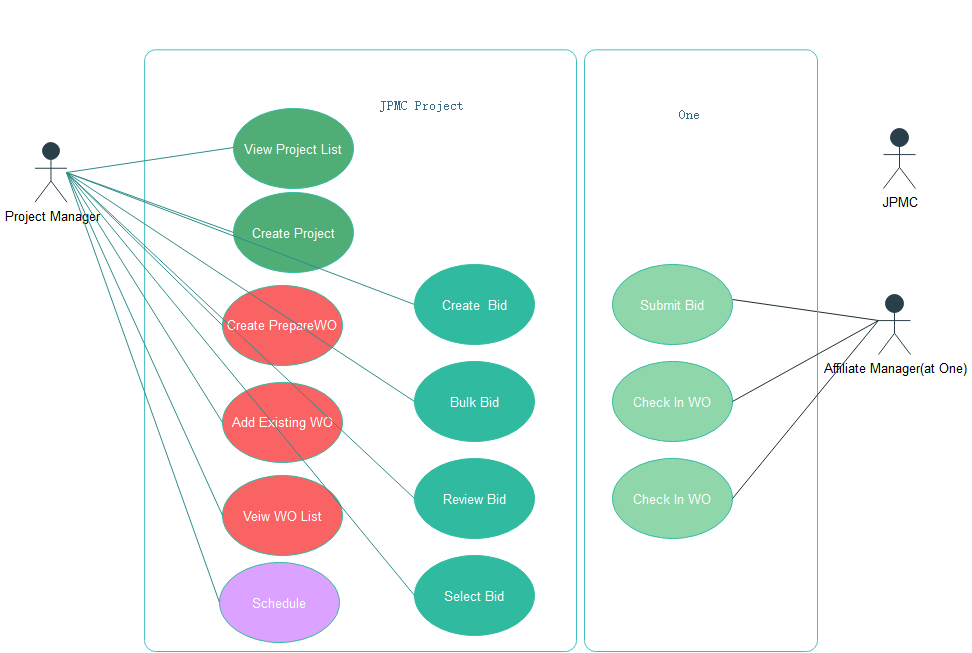 JPMC Project
One
View Project List
Project Manager
Create Project
JPMC
Create Bid
Submit Bid
Create PrepareWO
Affiliate Manager(at One)
Bulk Bid
Check In WO
Add Existing WO
Review Bid
Check In WO
Veiw WO List
Select Bid
Schedule